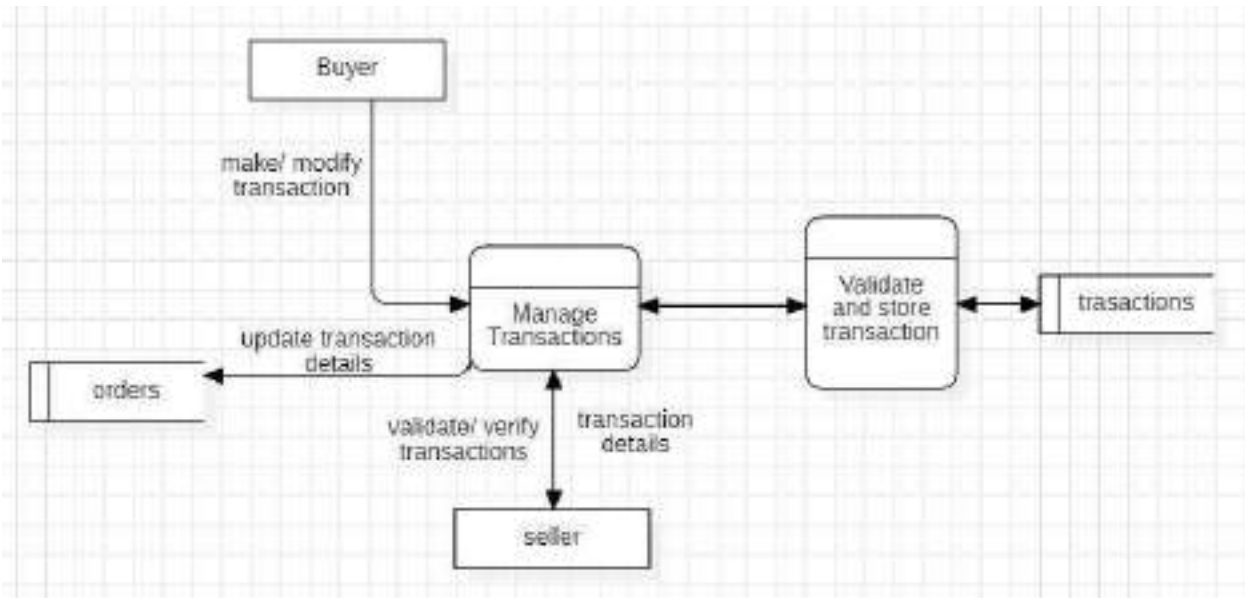 Buyer
make/ modify
transaction
Manage
Transactions
Validate
and store
transaction
trasactions
update transaction
details
orders
validate/ verify
transactions
transaction
details
seller